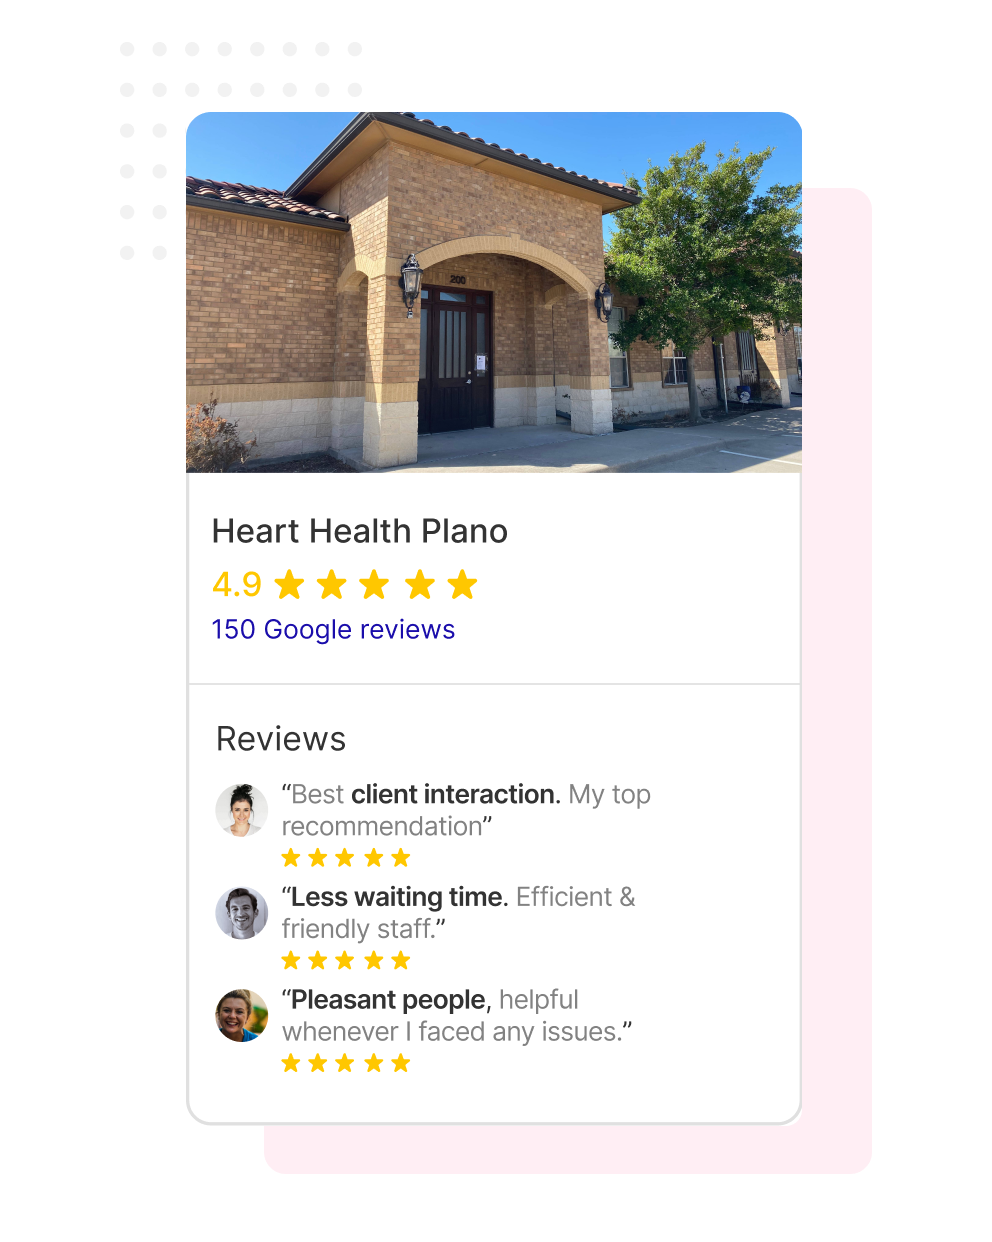 200
Heart Health Plano
4.9
150 Google reviews
Reviews
“Best client interaction. My top
recommendation”
“Less waiting time. Efficient &
friendly staff.”
“Pleasant people, helpful
whenever I faced any issues.”